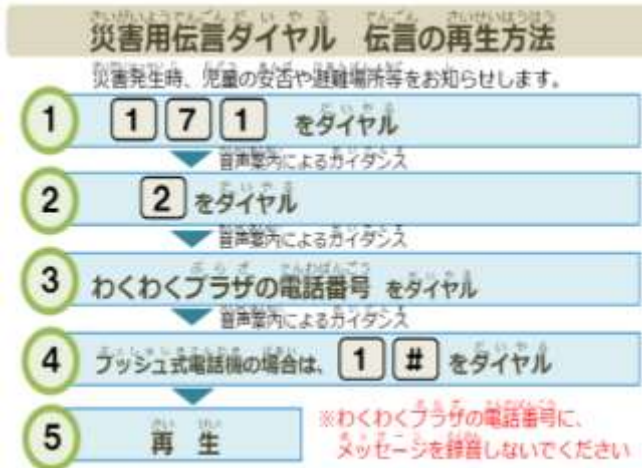 災害用伝言ダイヤル 伝言の再生方法
災害発生時、児童の安否や避難場所等をお知らせします。
1 1 7 1 をダイヤル
音声案内によるガイダンス
2 2 をダイヤル
音声案内によるガイダンス
3 わくわくプラザの電話番号 をダイヤル
音声案内によるガイダンス
4 プッシュ式電話機の場合は、 1 # をダイヤル
5 再生
※わくわくプラザの電話番号に、
メッセージを録音しないでください